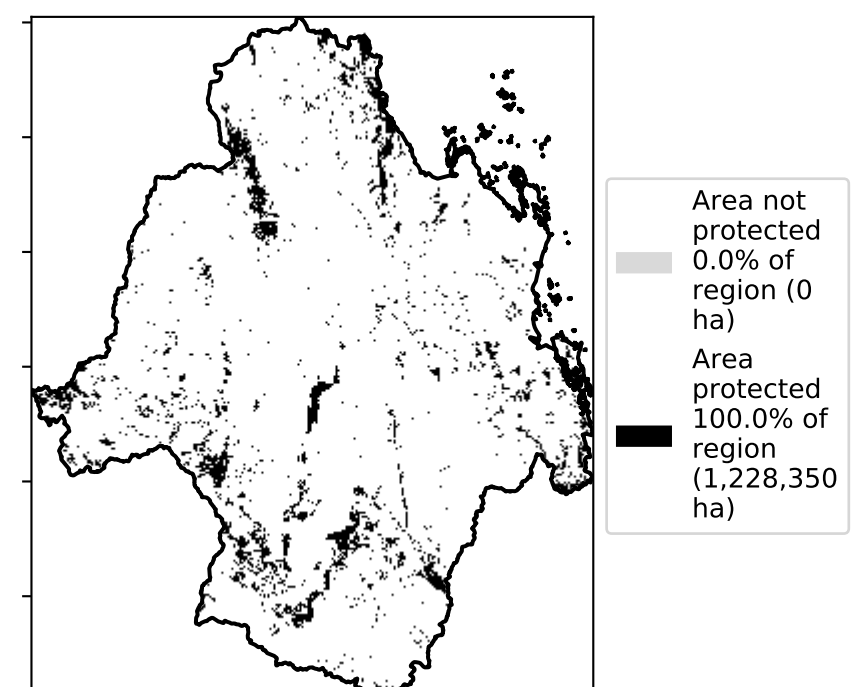 Area not
protected
0.0% of
region (0
ha)
Area
protected
100.0% of
region
(1,228,350
ha)